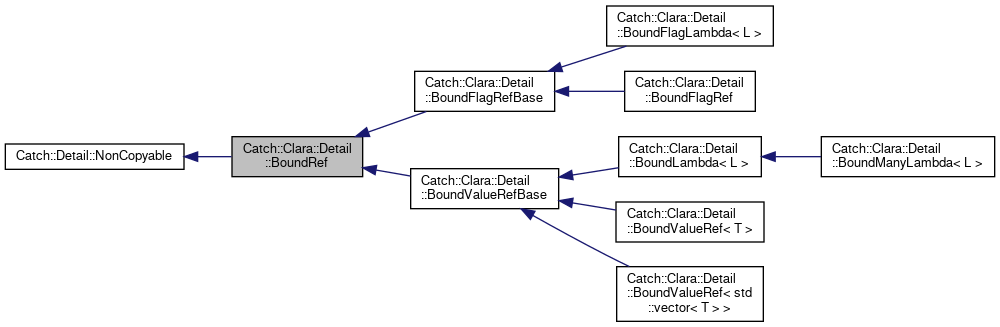 Catch::Detail::NonCopyable
Catch::Clara::Detail
::BoundRef
Catch::Clara::Detail
::BoundFlagRefBase
Catch::Clara::Detail
::BoundValueRefBase
Catch::Clara::Detail
::BoundFlagLambda< L >
Catch::Clara::Detail
::BoundFlagRef
Catch::Clara::Detail
::BoundLambda< L >
Catch::Clara::Detail
::BoundValueRef< T >
Catch::Clara::Detail
::BoundValueRef< std
::vector< T > >
Catch::Clara::Detail
::BoundManyLambda< L >